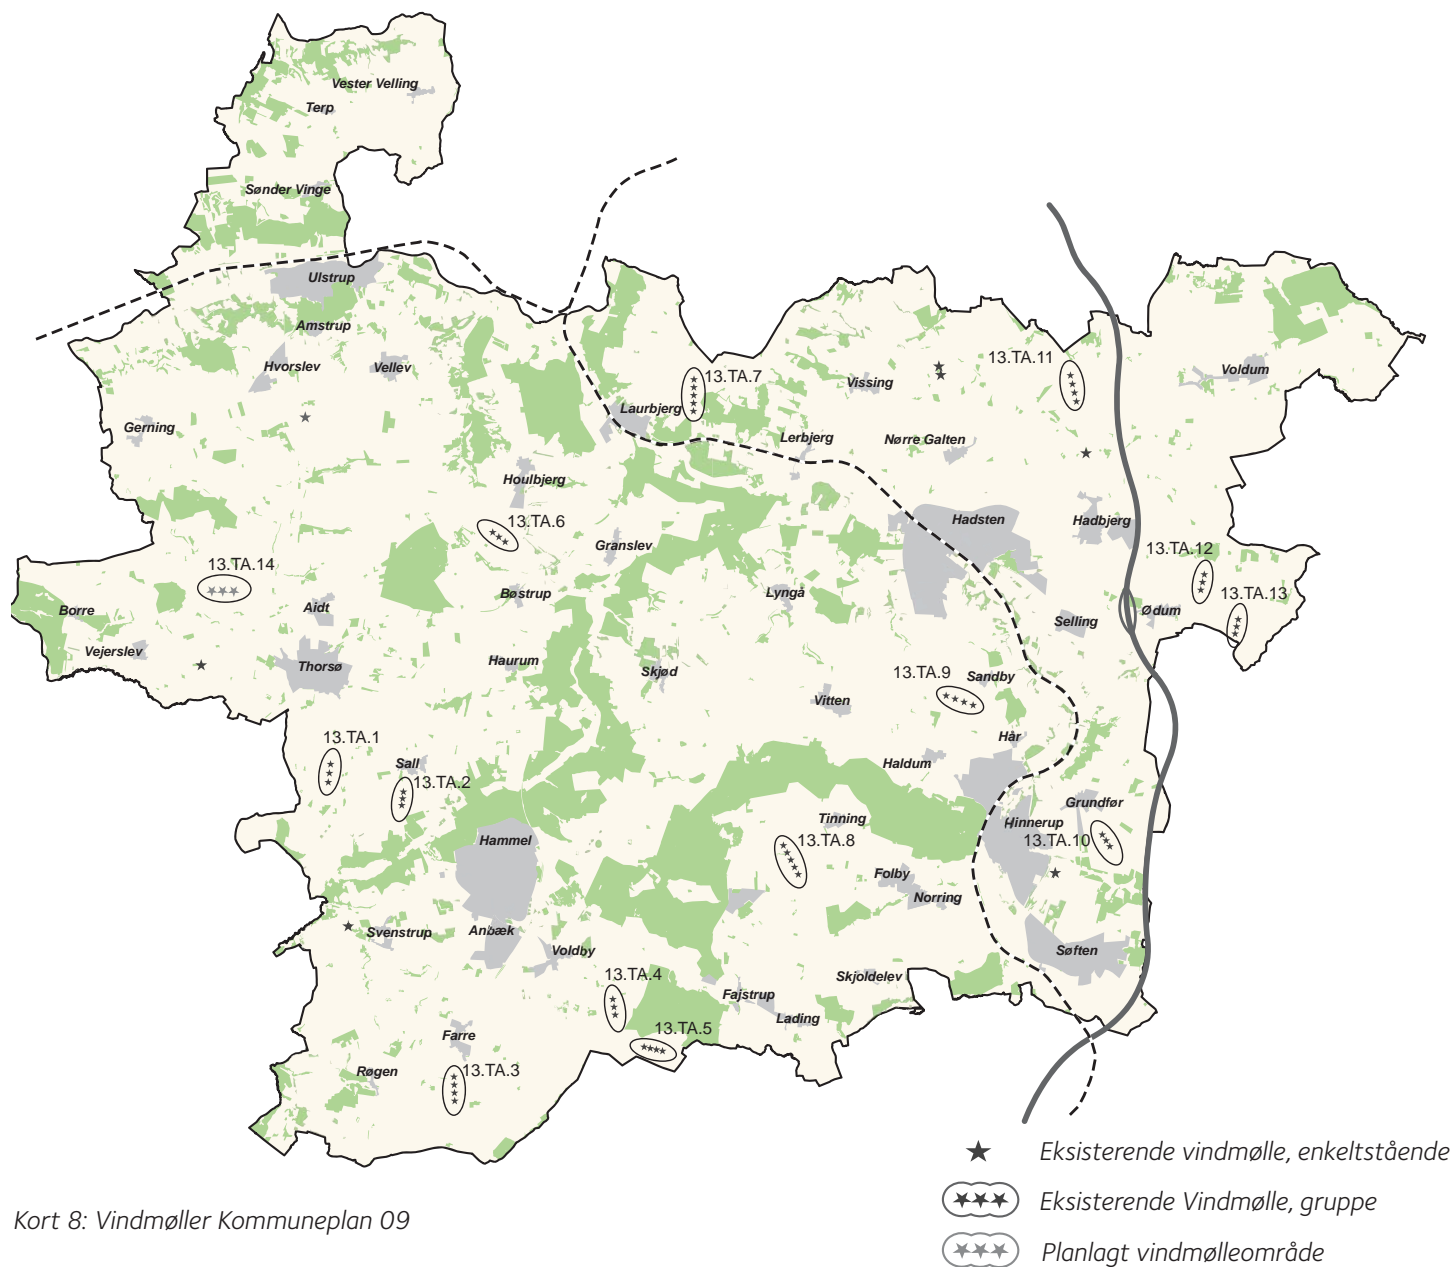 Vester Velling
Terp
Sønder Vinge
Ulstrup
Amstrup
Hvorslev
Vellev
13.TA.11
Voldum
13.TA.7
Vissing
Laurbjerg
Gerning
Lerbjerg
Nørre Galten
Houlbjerg
13.TA.6
Hadsten
Hadbjerg
Granslev
13.TA.12
13.TA.14
Bøstrup
Lyngå
13.TA.13
Borre
Aidt
Ødum
Selling
Vejerslev
Thorsø
Haurum
Skjød
13.TA.9
Sandby
Vitten
13.TA.1
Hår
Sall
Haldum
13.TA.2
Grundfør
Tinning
Hinnerup
Hammel
13.TA.8
13.TA.10
Folby
Norring
Svenstrup
Anbæk
Voldby
Søften
13.TA.4
Skjoldelev
Fajstrup
Lading
13.TA.5
Farre
Røgen
13.TA.3
Eksisterende vindmølle, enkeltstående
Eksisterende Vindmølle, gruppe
Planlagt vindmølleområde
Kort 8: Vindmøller Kommuneplan 09